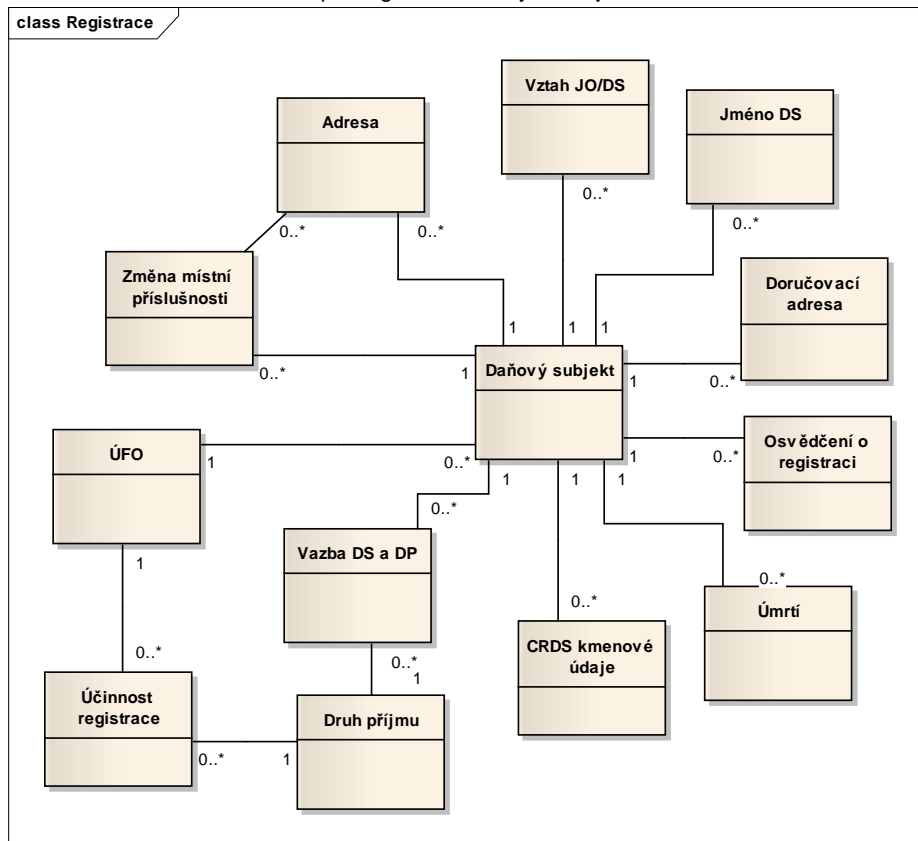 class Registrace
Vztah JO/DS
Jméno DS
Adresa
0..*
0..*
0..*
0..*
Změna místní
příslušnosti
Doručovací
adresa
1
1
1
0..*
1
Daňový subjekt
1
0..*
ÚFO
1
0..*
1
0..*
Osvědčení o
registraci
1
1
1
0..*
1
Vazba DS a DP
0..*
Úmrtí
0..*
CRDS kmenové
údaje
0..*
0..*
1
Účinnost
registrace
Druh příjmu
0..*
1